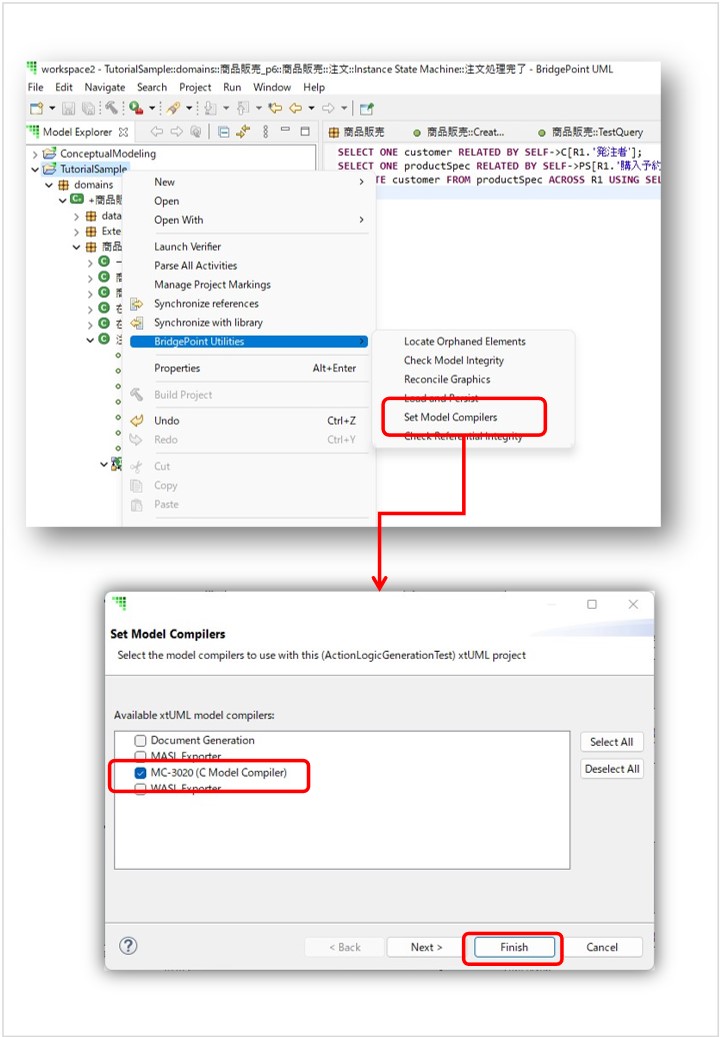 workspace2 - TutorialSample::domains::商品販売_p6::商品販売::注文::Instance State Machine::注文処理完了 - BridgePoint UML
File Edit Navigate Search Project Run Window Help
Model Explorer
商品販売
商品販売::Creat...
商品販売::TestQuery
ConceptualModeling
TutorialSample
domains
+商品販
data
Exte
商品
SELECT ONE customer RELATED BY SELF->C[R1.'発注者'];
SELECT ONE productSpec RELATED BY SELF->PS[R1.'購入予約
TE customer FROM productSpec ACROSS R1 USING SEL
New
Open
Open With
Launch Verifier
Parse All Activities
Manage Project Markings
Synchronize references
Synchronize with library
BridgePoint Utilities
Properties Alt+Enter
Build Project
Undo Ctrl+Z
Redo Ctrl+Y
Cut
Copy
Paste
Locate Orphaned Elements
Check Model Integrity
Reconcile Graphics
Load and Persist
Set Model Compilers
Check Referential Integrity
Set Model Compilers
Select the model compilers to use with this (ActionLogicGenerationTest) xtUML project
Available xtUML model compilers:
Document Generation
MASL Exporter
MC-3020 (C Model Compiler)
WASL Exporter
Select All
Deselect All
< Back
Next >
Finish
Cancel